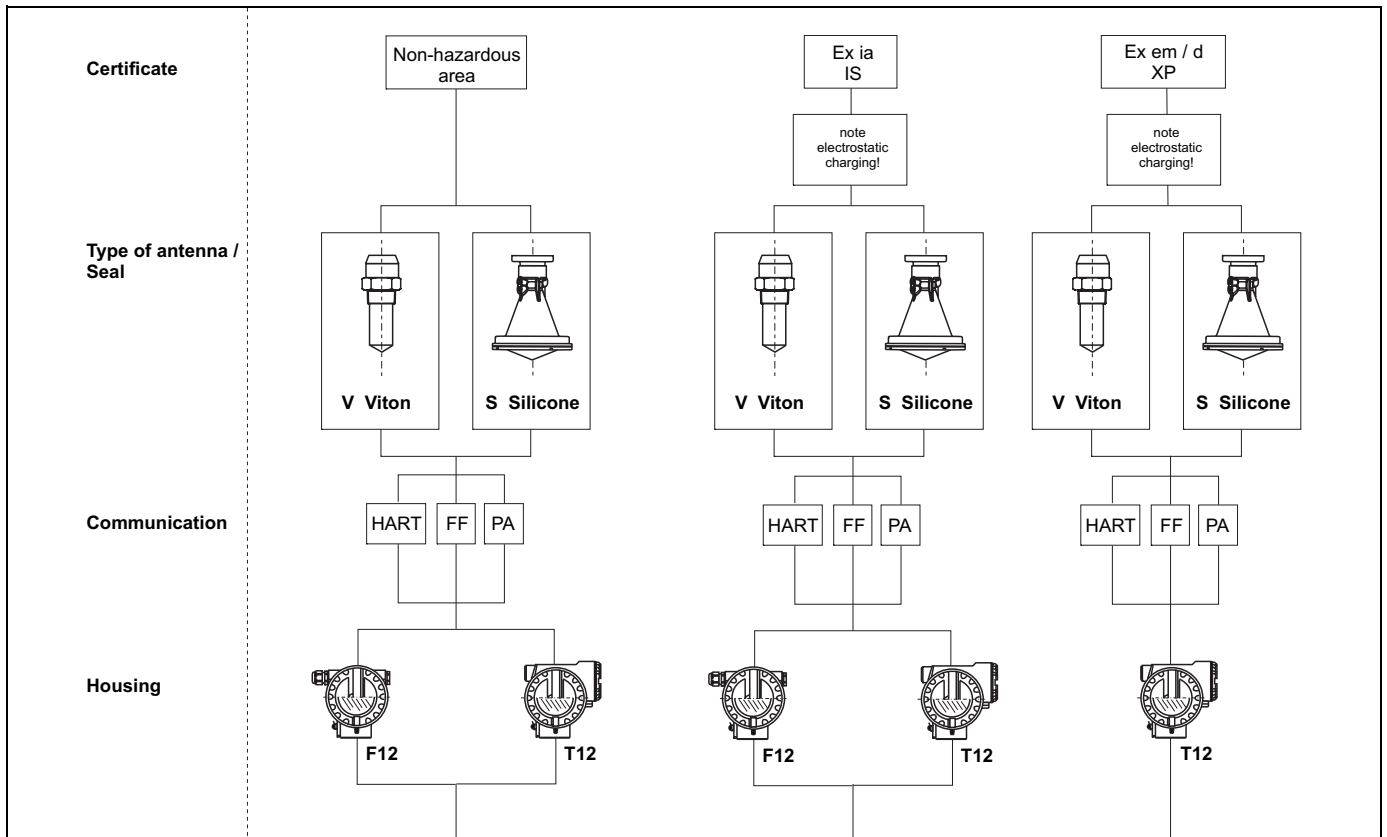 Certificate
Non-hazardous
area
Ex ia
IS
Ex em / d
XP
note
electrostatic
charging!
note
electrostatic
charging!
Type of antenna /
Seal
V Viton
S Silicone
V Viton
S Silicone
V Viton
S Silicone
Communication
HART
FF
PA
HART
FF
PA
HART
FF
PA
Housing
F12
T12
F12
T12
T12